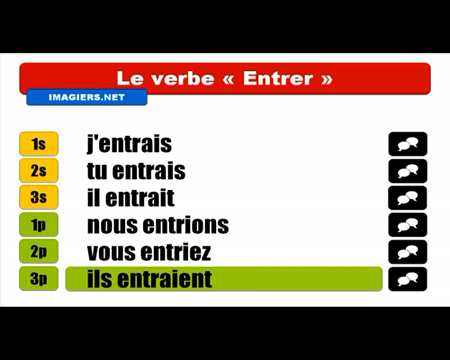 Le verbe « Entrer »
IMAGIERS.NET
1s j'entrais
2s tu entrais
3s il entrait
1p nous entrions
2p vous entriez
3p ils entraient